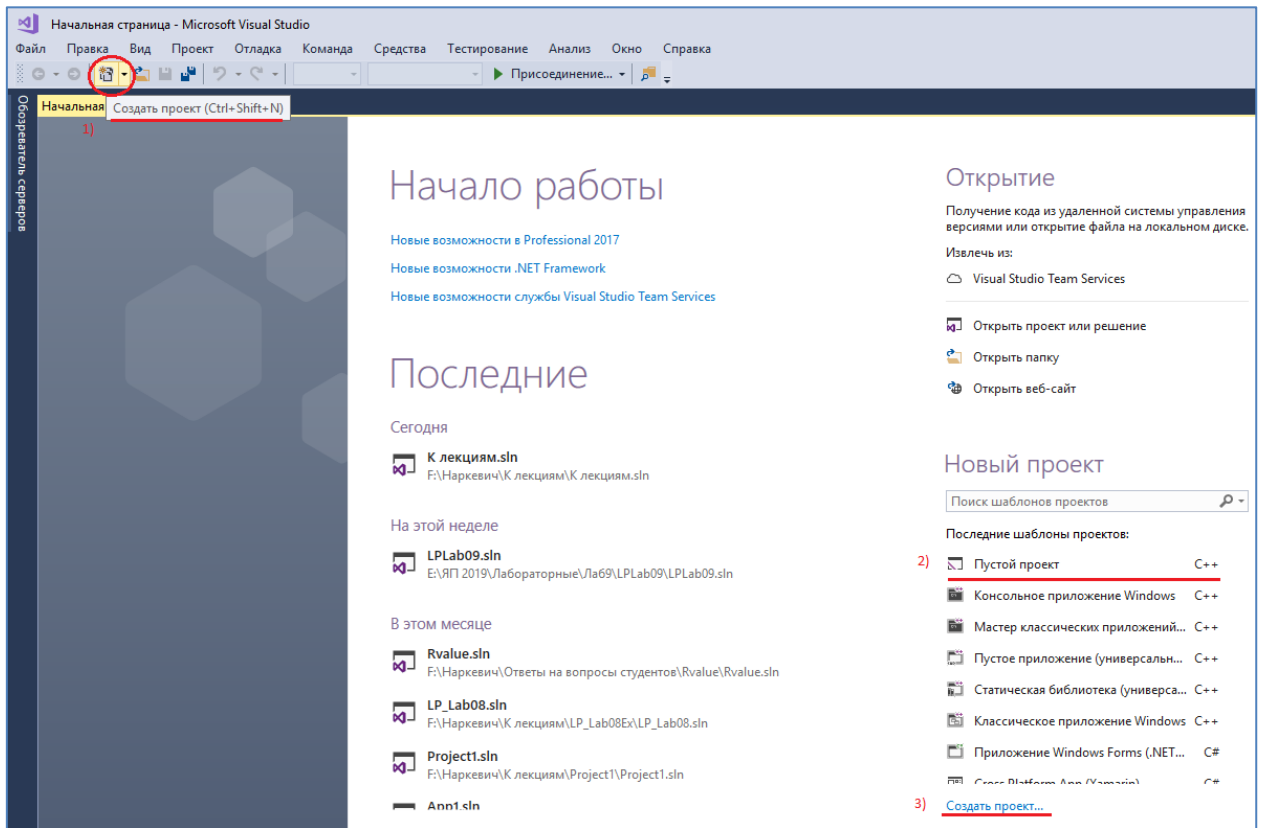 Начальная страница - Microsoft Visual Studio
Файл Правка Вид Проект Отладка Команда Средства Тестирование Анализ Окно Справка
Присоединение...
Обозреватель серверов
Начальная
Создать проект (Ctrl+Shift+N)
1)
Начало работы
Новые возможности в Professional 2017
Новые возможности .NET Framework
Новые возможности службы Visual Studio Team Services
Последние
Сегодня
К лекциям.sln
F:\Наркевич\К лекциям\К лекциям.sln
На этой неделе
LPLab09.sln
E:\ЯП 2019\Лабораторные\Лаб9\LPLab09\LPLab09.sln
В этом месяце
Rvalue.sln
F:\Наркевич\Ответы на вопросы студентов\Rvalue\Rvalue.sln
LP_Lab08.sln
F:\Наркевич\К лекциям\LP_Lab08Ex\LP_Lab08.sln
Project1.sln
F:\Наркевич\К лекциям\Project1\Project1.sln
App1.sln
Открытие
Получение кода из удаленной системы управления
версиями или открытие файла на локальном диске.
Извлечь из:
Visual Studio Team Services
Открыть проект или решение
Открыть папку
Открыть веб-сайт
Новый проект
Поиск шаблонов проектов
Последние шаблоны проектов:
2) Пустой проект C++
Консольное приложение Windows C++
Мастер классических приложений... C++
Пустое приложение (универсальн... C++
Статическая библиотека (универса... C++
Классическое приложение Windows C++
Приложение Windows Forms (.NET... C#
Cross Platform App (Xamarin) C#
3) Создать проект...